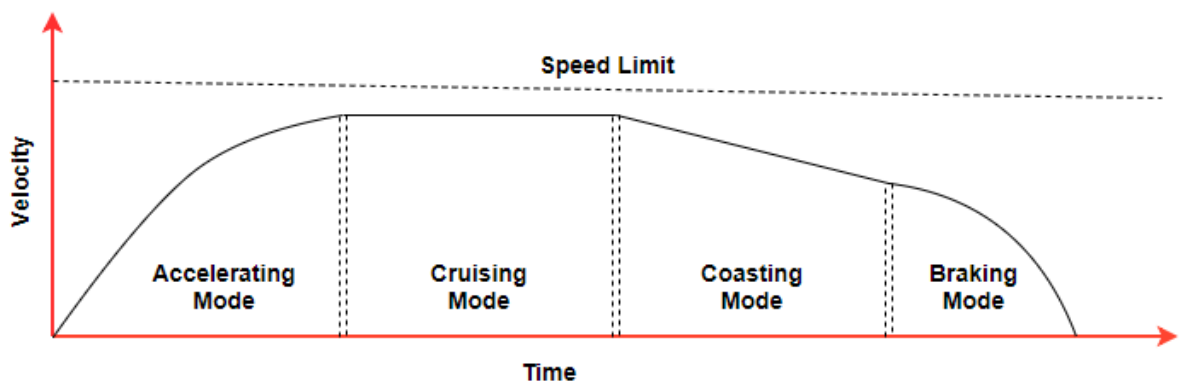 Speed Limit
Velocity
Accelerating
Mode
Cruising
Mode
Coasting
Mode
Braking
Mode
Time